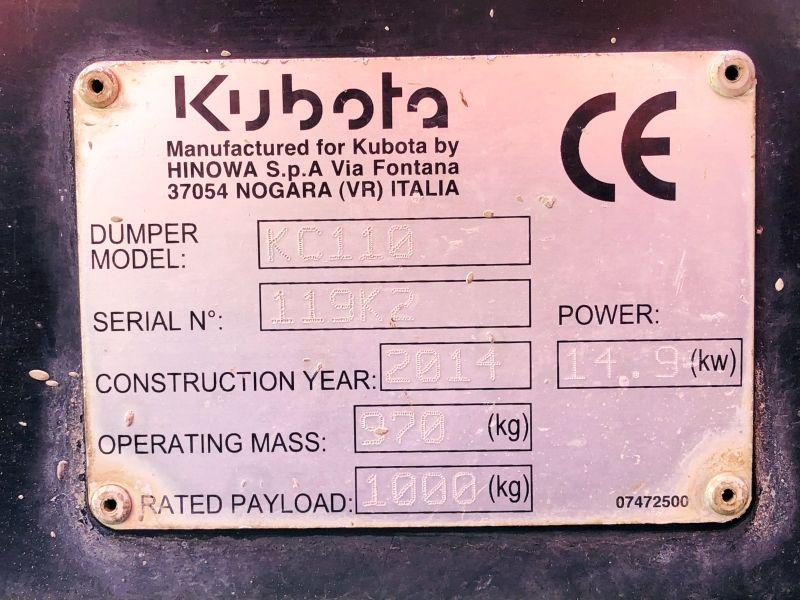 Kubota
CE
Manufactured for Kubota by
HINOWA S.p.A Via Fontana
37054 NOGARA (VR) ITALIA
DUMPER
MODEL: KC110
SERIAL N°: 119K2
POWER:
14.9 (kw)
CONSTRUCTION YEAR: 2014
OPERATING MASS: 970 (kg)
RATED PAYLOAD: 1000 (kg)
07472500